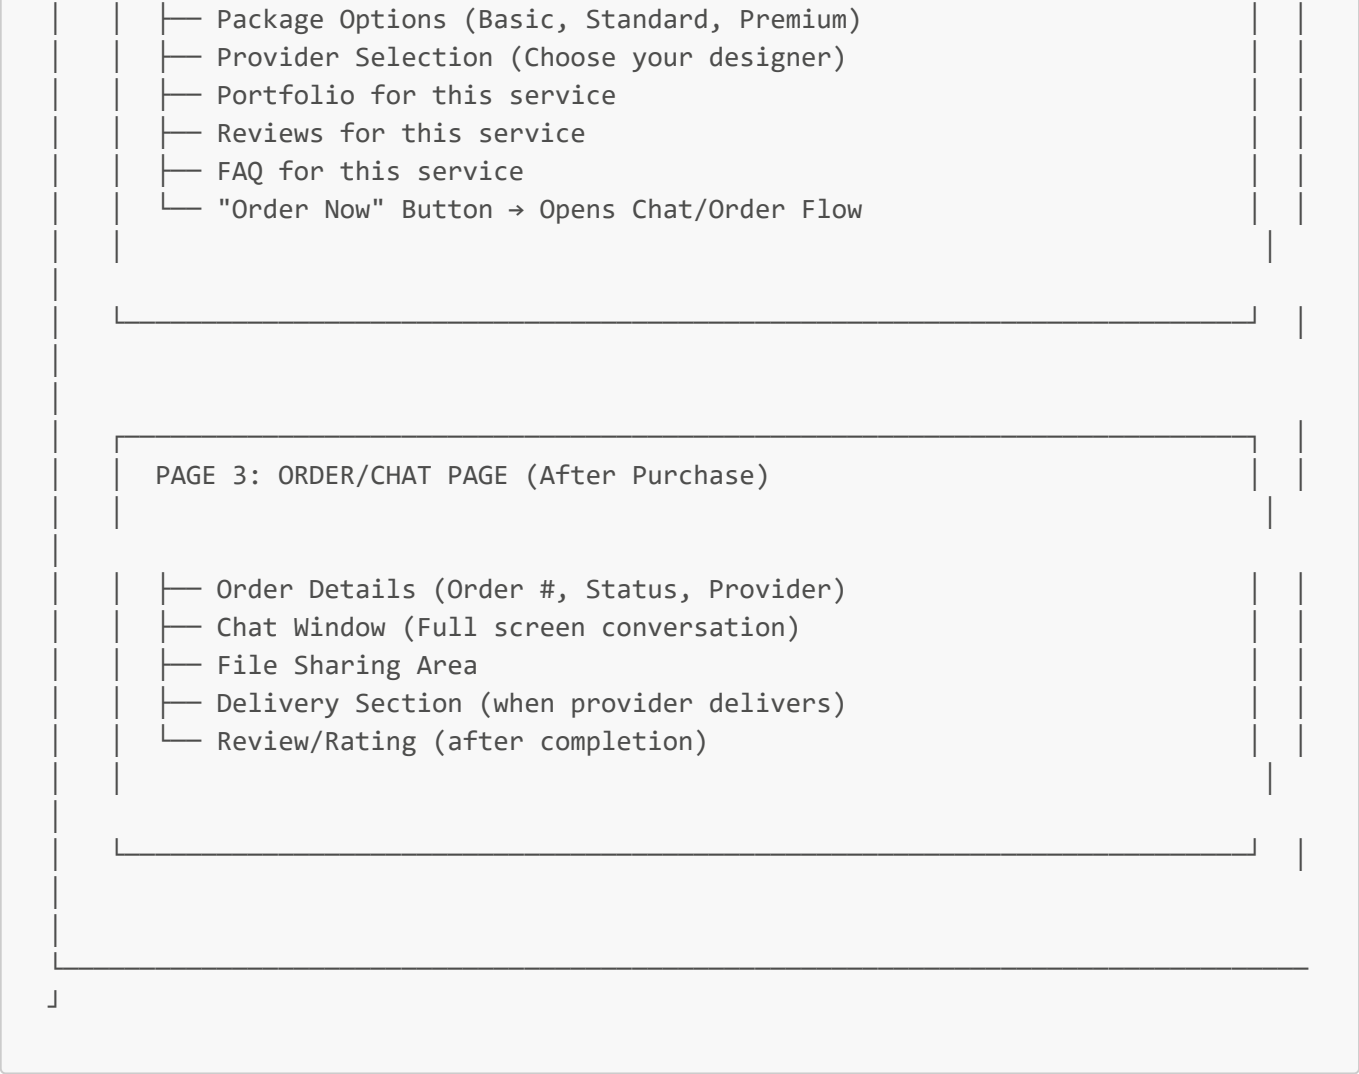 ├── Package Options (Basic, Standard, Premium)
├── Provider Selection (Choose your designer)
├── Portfolio for this service
├── Reviews for this service
├── FAQ for this service
└── "Order Now" Button → Opens Chat/Order Flow
PAGE 3: ORDER/CHAT PAGE (After Purchase)
├── Order Details (Order #, Status, Provider)
├── Chat Window (Full screen conversation)
├── File Sharing Area
├── Delivery Section (when provider delivers)
└── Review/Rating (after completion)